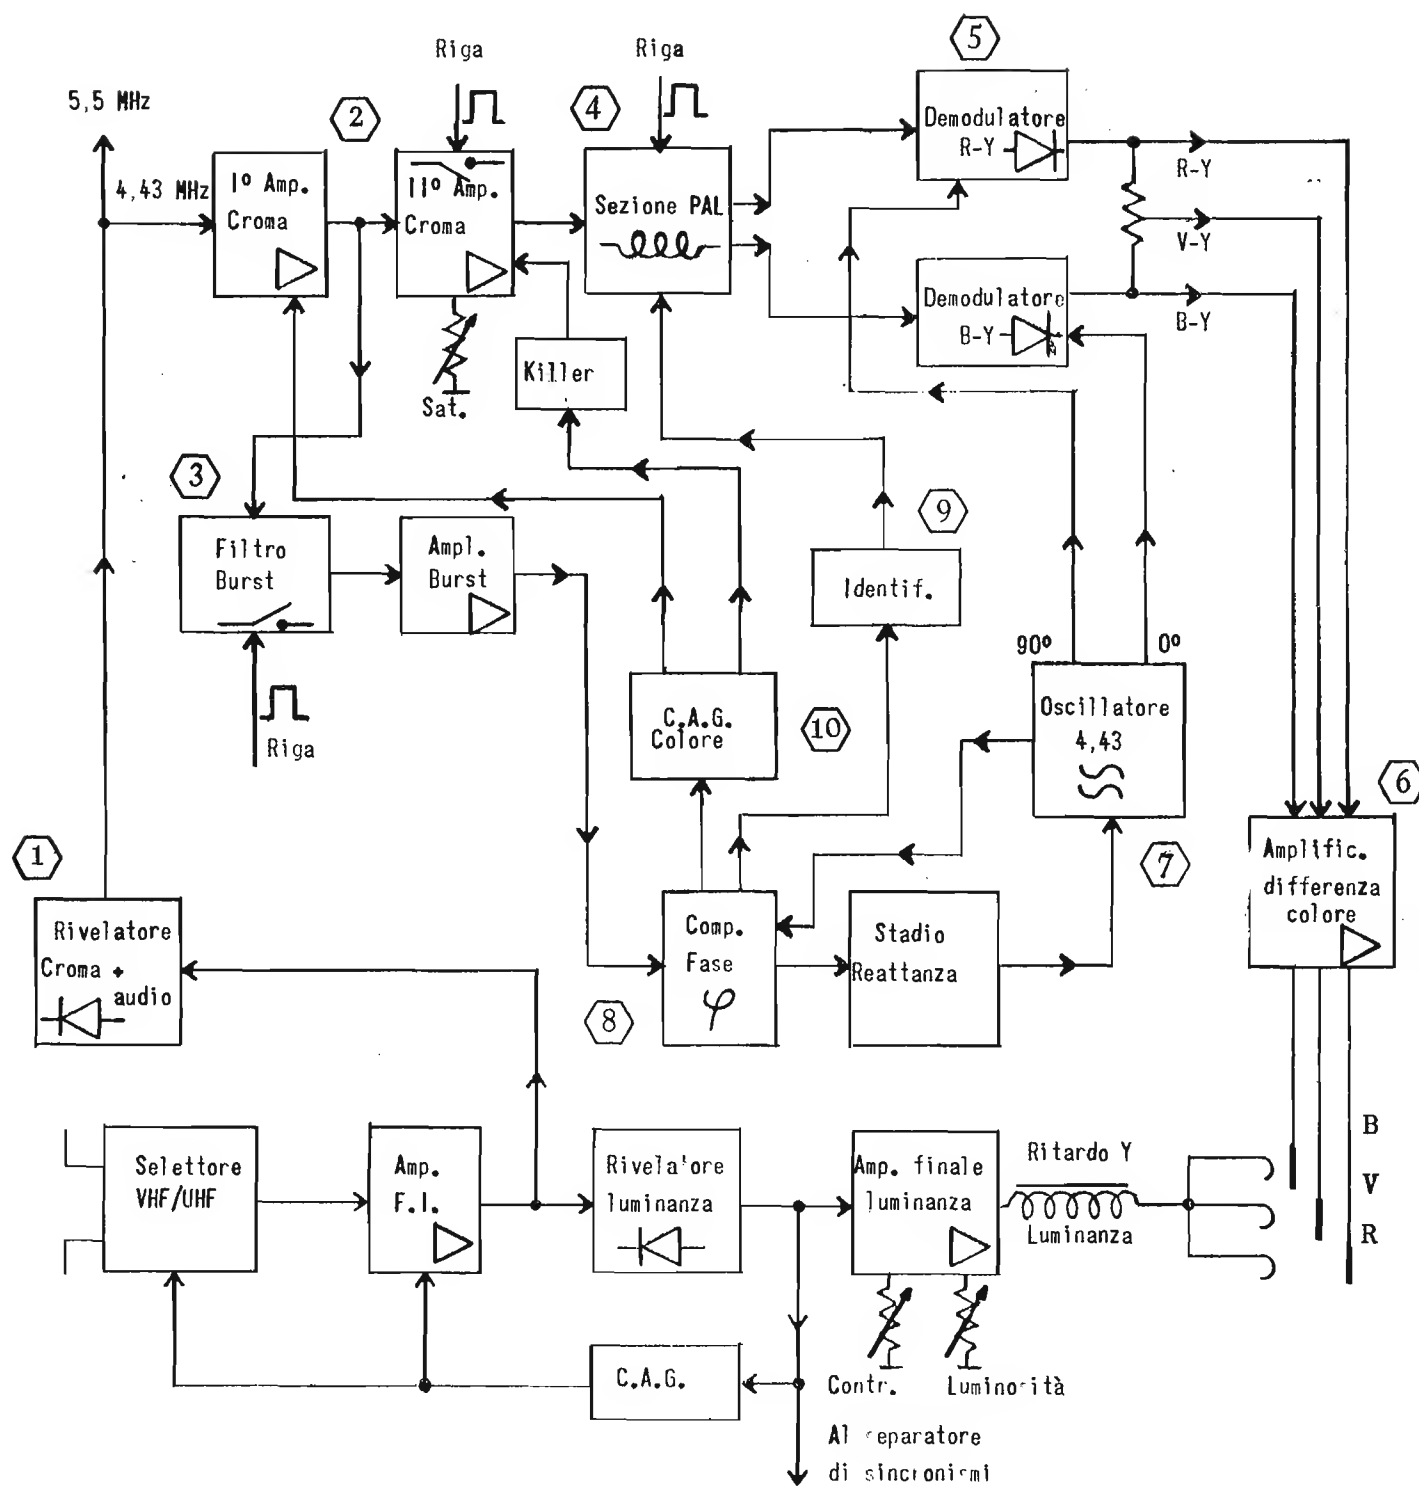 Riga
Riga
5
5,5 MHz
2
4
4,43 MHz
Iº Amp.
Croma
IIº Amp.
Croma
Sezione PAL
Demodulatore
R-Y
R-Y
V-Y
Demodulatore
B-Y
B-Y
Killer
Sat.
3
9
Filtro
Burst
Ampl.
Burst
Identif.
90º
0º
Riga
C.A.G.
Colore
10
Oscillatore
4,43
6
1
7
Amplific.
differenza
colore
Rivelatore
Croma +
audio
Comp.
Fase
φ
Stadio
Reattanza
8
Selettore
VHF/UHF
Amp.
F.I.
Rivelatore
luminanza
Amp. finale
luminanza
Ritardo Y
Luminanza
B
V
R
C.A.G.
Contr.
Luminorità
Al separatore
di sincronismi